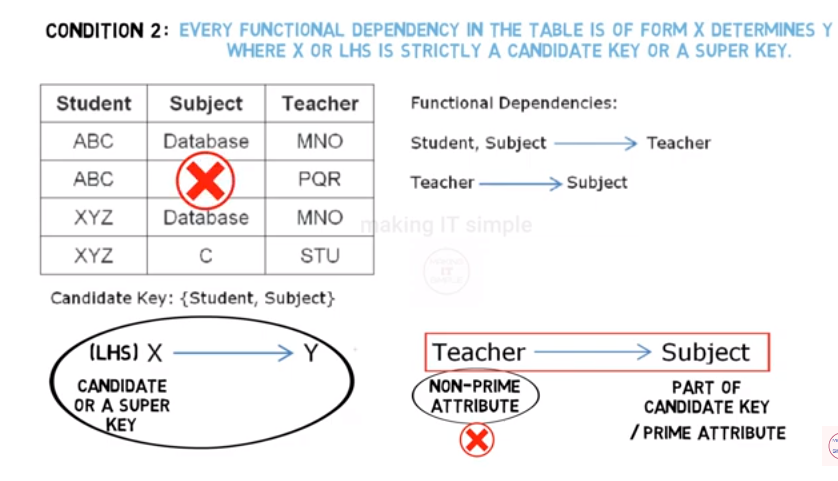 CONDITION 2: EVERY FUNCTIONAL DEPENDENCY IN THE TABLE IS OF FORM X DETERMINES Y
WHERE X OR LHS IS STRICTLY A CANDIDATE KEY OR A SUPER KEY.
Student Subject Teacher
ABC Database MNO
ABC PQR
XYZ Database MNO
XYZ C STU
Candidate Key: {Student, Subject}
Functional Dependencies:
Student, Subject Teacher
Teacher Subject
making IT simple
MAKING
IT
SIMPLE
(LHS) X Y
CANDIDATE
OR A SUPER
KEY
Teacher Subject
NON-PRIME
ATTRIBUTE
PART OF
CANDIDATE KEY
/ PRIME ATTRIBUTE